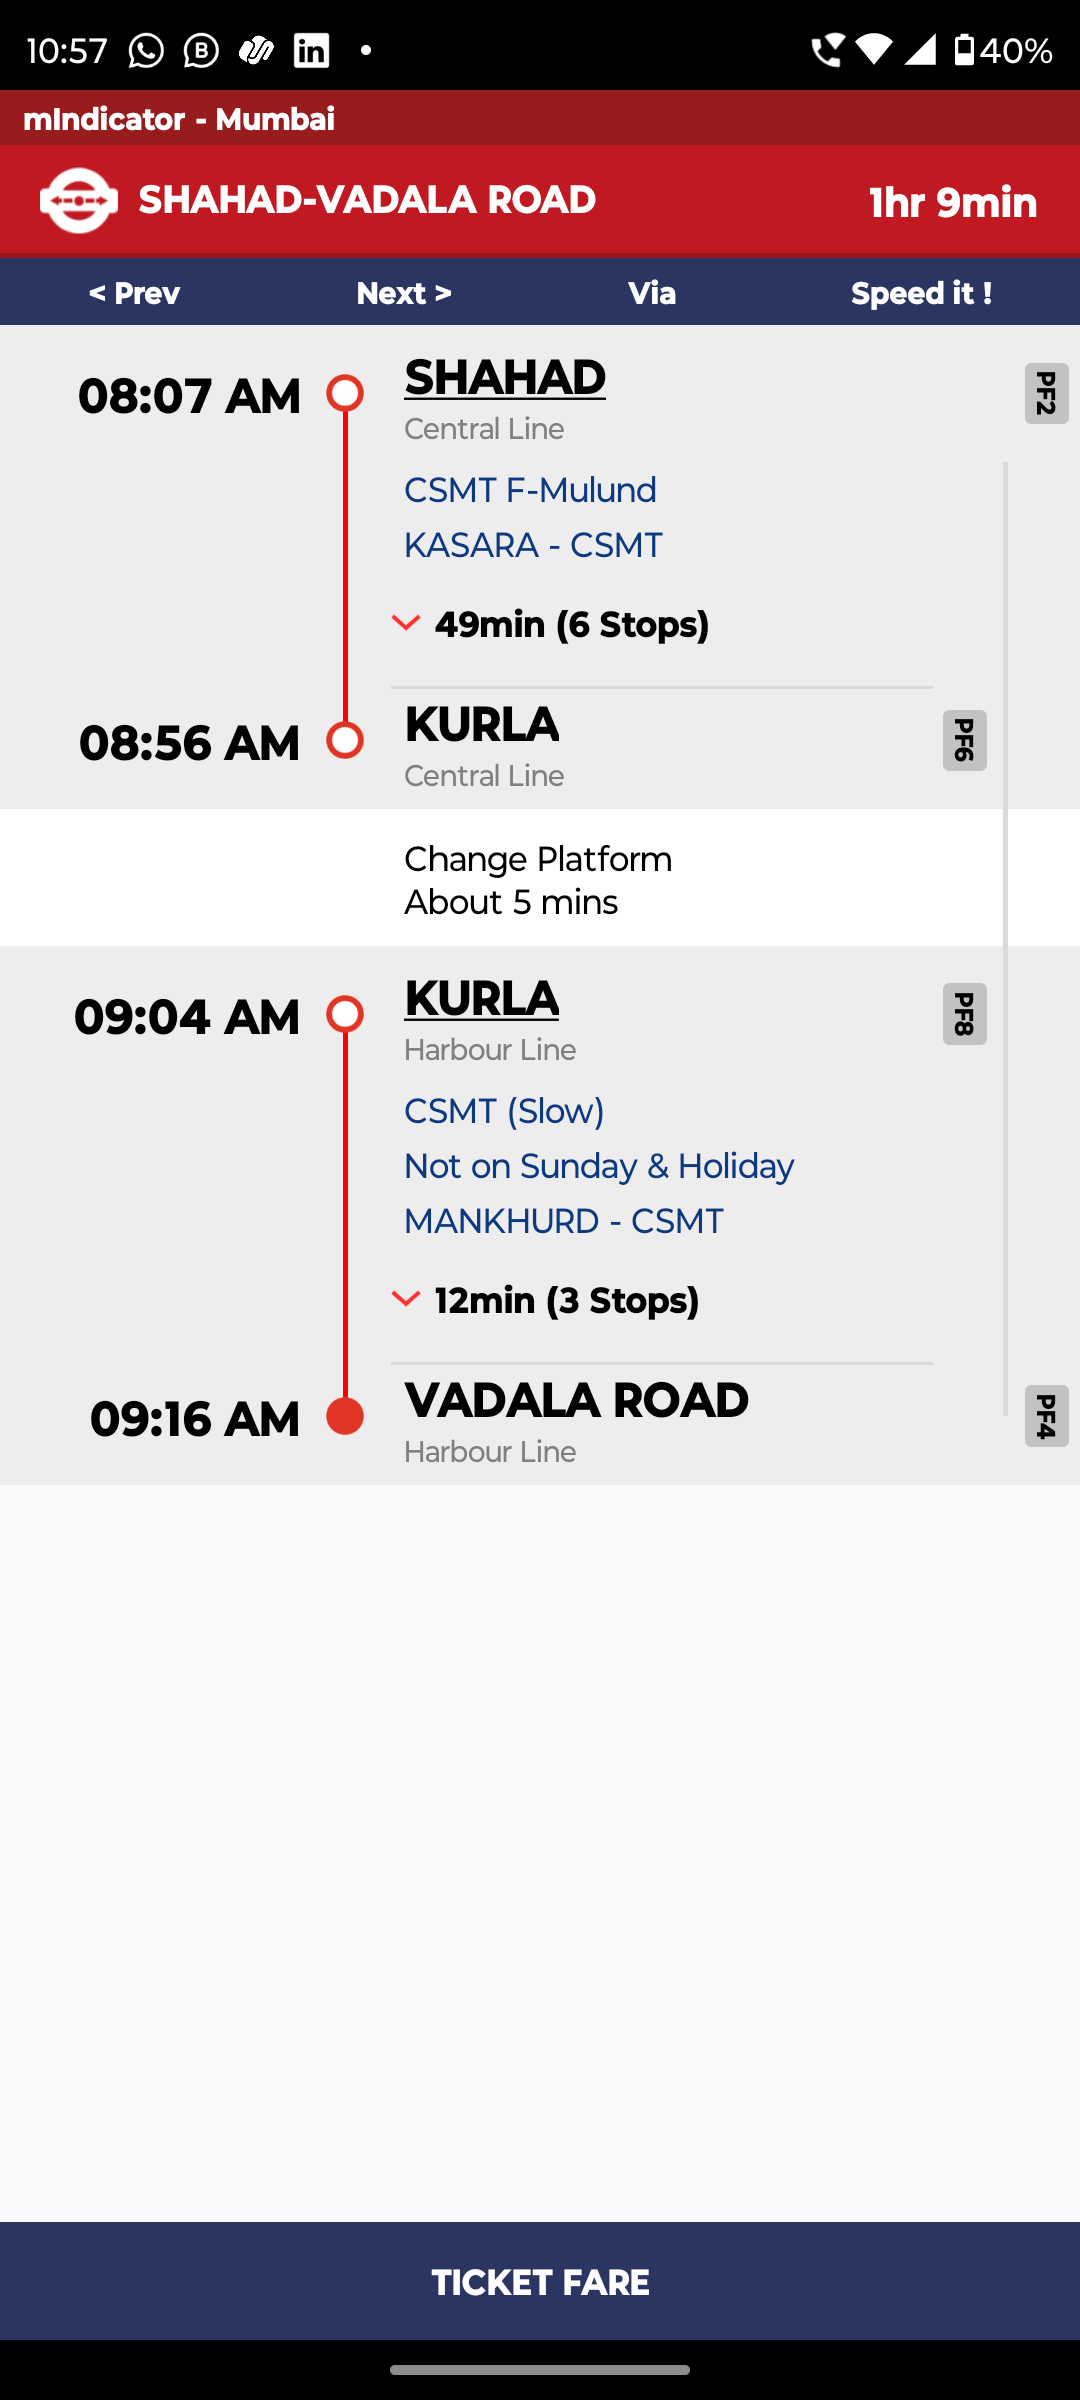 10:57
40%
mIndicator - Mumbai
SHAHAD-VADALA ROAD 1hr 9min
< Prev Next > Via Speed it !
08:07 AM SHAHAD PF2
Central Line
CSMT F-Mulund
KASARA - CSMT
49min (6 Stops)
08:56 AM KURLA PF6
Central Line
Change Platform
About 5 mins
09:04 AM KURLA PF8
Harbour Line
CSMT (Slow)
Not on Sunday & Holiday
MANKHURD - CSMT
12min (3 Stops)
09:16 AM VADALA ROAD PF4
Harbour Line
TICKET FARE